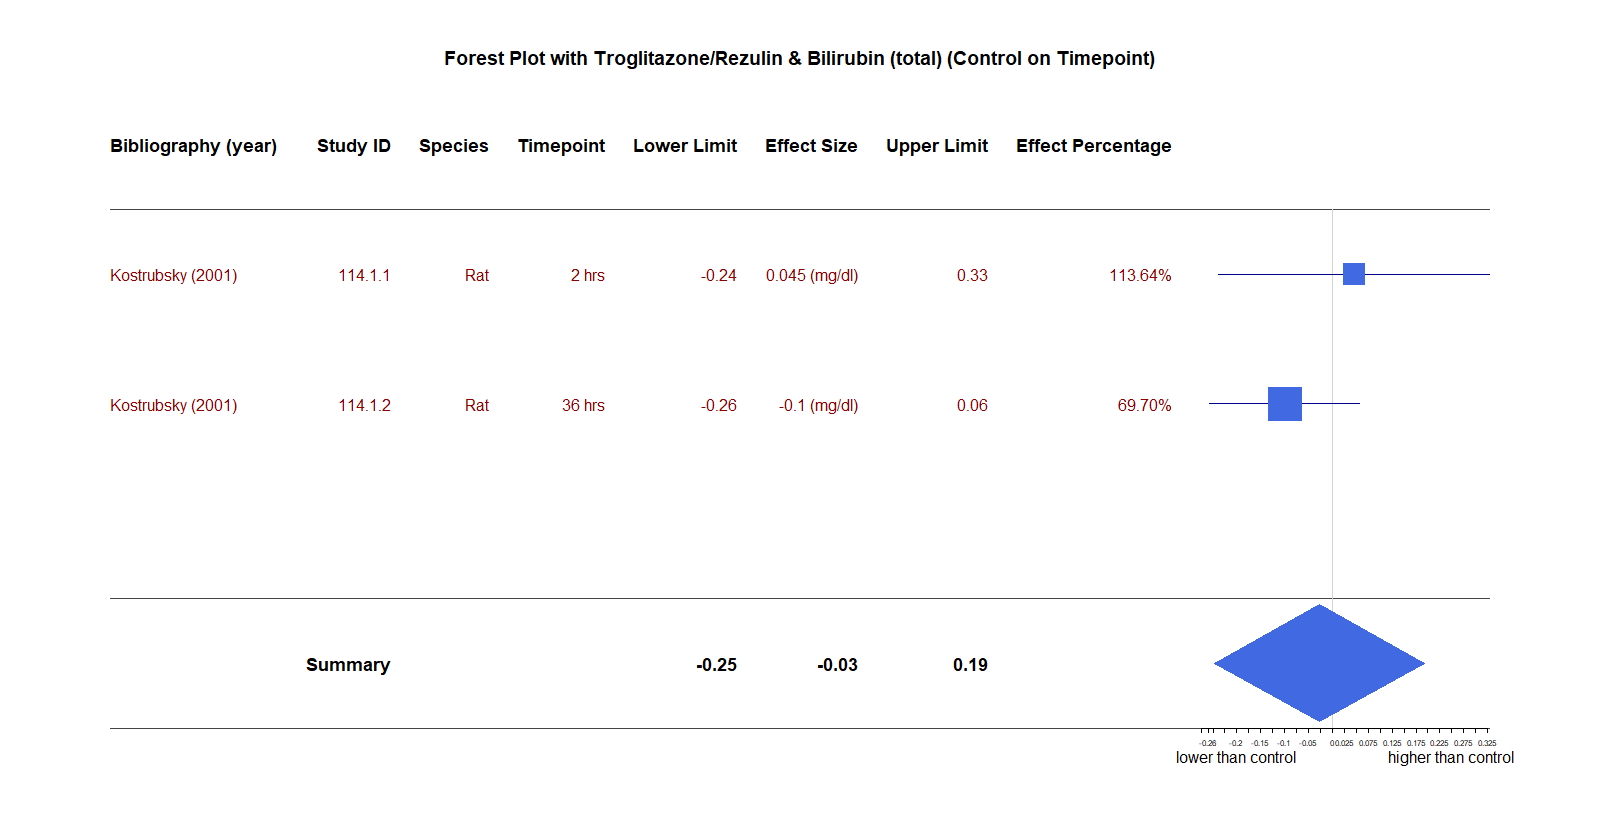 Forest Plot with Troglitazone/Rezulin & Bilirubin (total) (Control on Timepoint)
Bibliography (year) Study ID Species Timepoint Lower Limit Effect Size Upper Limit Effect Percentage
Kostrubsky (2001) 114.1.1 Rat 2 hrs -0.24 0.045 (mg/dl) 0.33 113.64%
Kostrubsky (2001) 114.1.2 Rat 36 hrs -0.26 -0.1 (mg/dl) 0.06 69.70%
Summary -0.25 -0.03 0.19
-0.26 -0.2 -0.15 -0.1 -0.05 0 0.025 0.075 0.125 0.175 0.225 0.275 0.325
lower than control higher than control